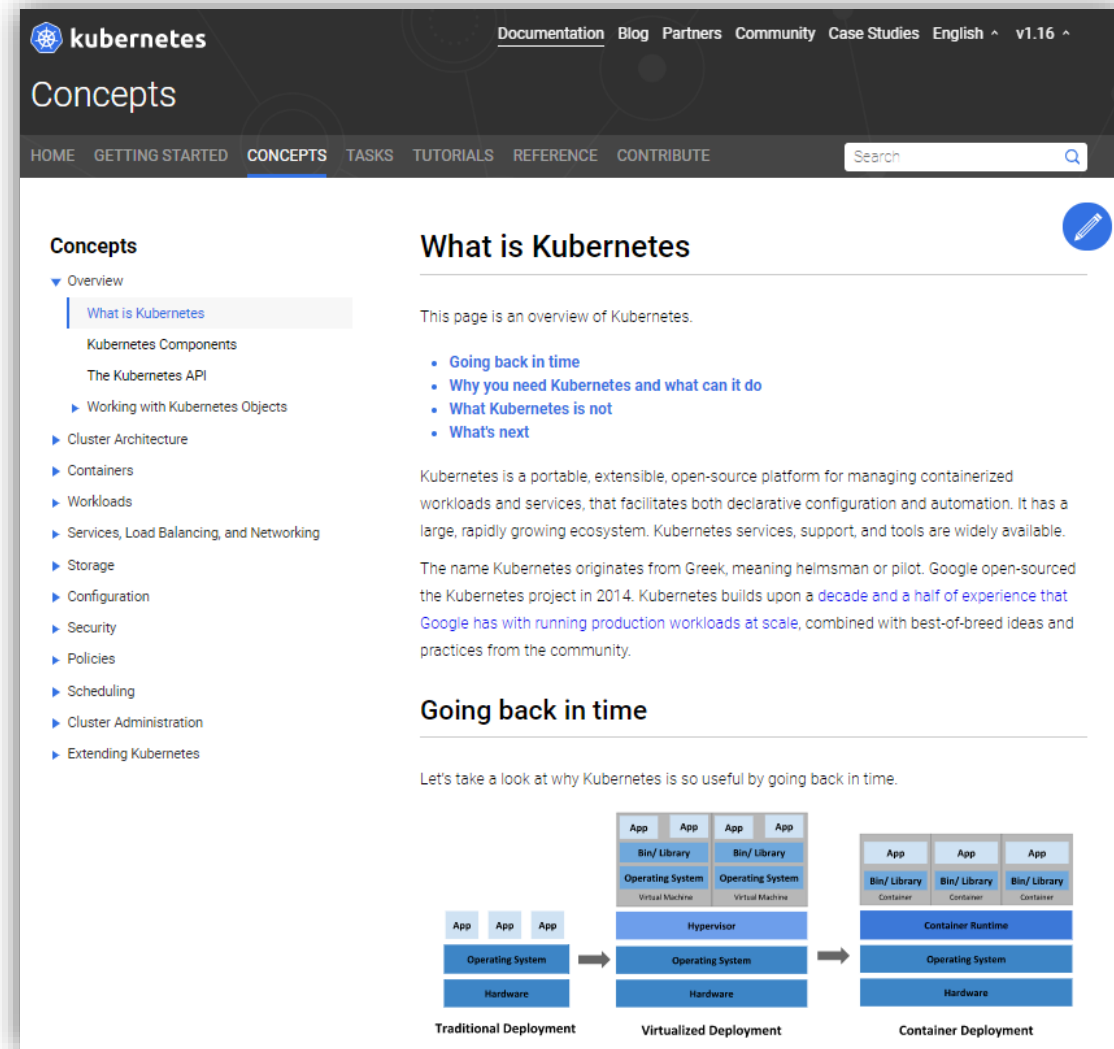 kubernetes
Documentation Blog Partners Community Case Studies English v1.16
Concepts
HOME GETTING STARTED CONCEPTS TASKS TUTORIALS REFERENCE CONTRIBUTE Search
Concepts
Overview
What is Kubernetes
Kubernetes Components
The Kubernetes API
Working with Kubernetes Objects
Cluster Architecture
Containers
Workloads
Services, Load Balancing, and Networking
Storage
Configuration
Security
Policies
Scheduling
Cluster Administration
Extending Kubernetes
What is Kubernetes
This page is an overview of Kubernetes.
Going back in time
Why you need Kubernetes and what can it do
What Kubernetes is not
What's next
Kubernetes is a portable, extensible, open-source platform for managing containerized
workloads and services, that facilitates both declarative configuration and automation. It has a
large, rapidly growing ecosystem. Kubernetes services, support, and tools are widely available.
The name Kubernetes originates from Greek, meaning helmsman or pilot. Google open-sourced
the Kubernetes project in 2014. Kubernetes builds upon a decade and a half of experience that
Google has with running production workloads at scale, combined with best-of-breed ideas and
practices from the community.
Going back in time
Let's take a look at why Kubernetes is so useful by going back in time.
App App App
Operating System
Hardware
Traditional Deployment
App App App App
Bin/ Library Bin/ Library
Operating System Operating System
Virtual Machine Virtual Machine
Hypervisor
Operating System
Hardware
Virtualized Deployment
App App App
Bin/ Library Bin/ Library Bin/ Library
Container Container Container
Container Runtime
Operating System
Hardware
Container Deployment